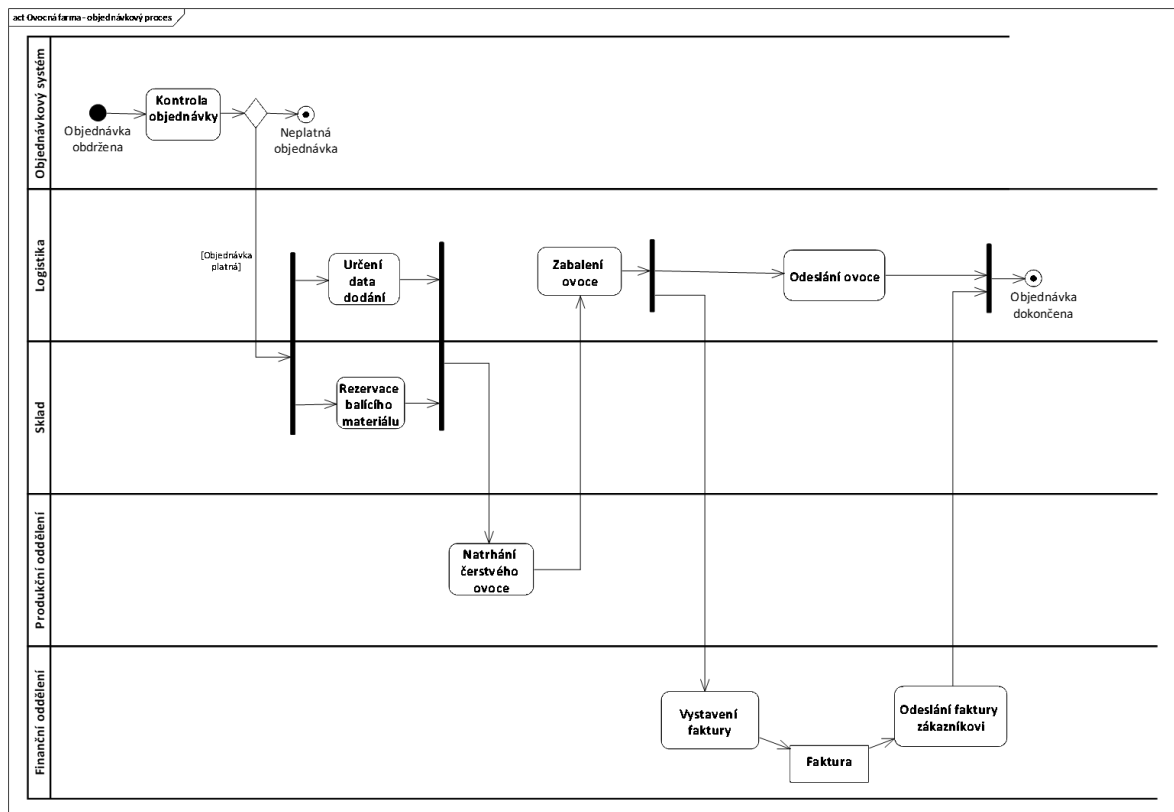 act Ovocná farma - objednávkový proces
Objednávkový systém
Kontrola
objednávky
Objednávka
obdržena
Neplatná
objednávka
Logistika
[Objednávka
platná]
Určení
data
dodání
Zabalení
ovoce
Odeslání ovoce
Objednávka
dokončena
Sklad
Rezervace
balícího
materiálu
Produkční oddělení
Natrhání
čerstvého
ovoce
Finanční oddělení
Vystavení
faktury
Faktura
Odeslání faktury
zákazníkovi